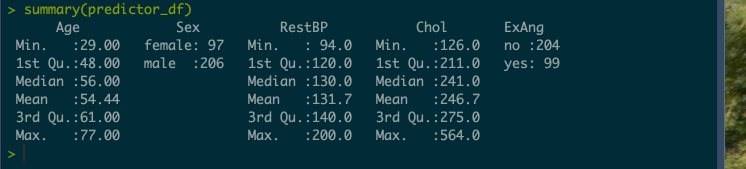 > summary(predictor_df)
      Age            Sex          RestBP           Chol         ExAng
 Min.   :29.00   female: 97   Min.   : 94.0   Min.   :126.0   no :204
 1st Qu.:48.00   male  :206   1st Qu.:120.0   1st Qu.:211.0   yes: 99
 Median :56.00                Median :130.0   Median :241.0
 Mean   :54.44                Mean   :131.7   Mean   :246.7
 3rd Qu.:61.00                3rd Qu.:140.0   3rd Qu.:275.0
 Max.   :77.00                Max.   :200.0   Max.   :564.0
>